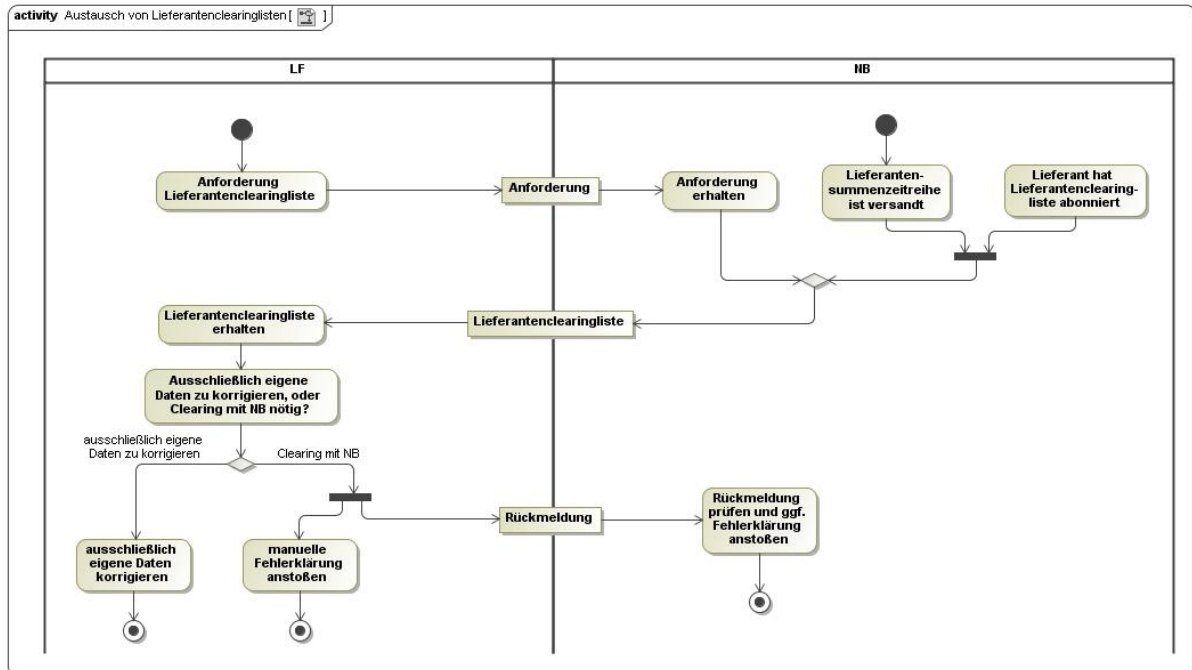 activity Austausch von Lieferantenclearinglisten [ ]
LF
NB
Anforderung
Lieferantenclearingliste
Anforderung
Anforderung
erhalten
Lieferanten-
summenzeitreihe
ist versandt
Lieferant hat
Lieferantenclearing-
liste abonniert
Lieferantenclearingliste
erhalten
Lieferantenclearingliste
Ausschließlich eigene
Daten zu korrigieren, oder
Clearing mit NB nötig?
ausschließlich eigene
Daten zu korrigieren
Clearing mit NB
Rückmeldung
Rückmeldung
prüfen und ggf.
Fehlerklärung
anstoßen
ausschließlich
eigene Daten
korrigieren
manuelle
Fehlerklärung
anstoßen